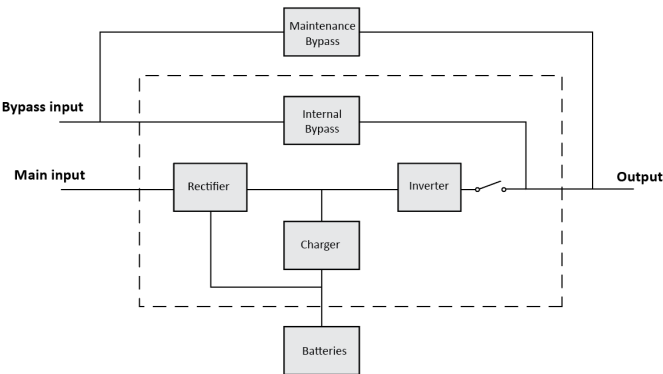 Maintenance
Bypass
Bypass input
Internal
Bypass
Main input
Rectifier
Inverter
Output
Charger
Batteries